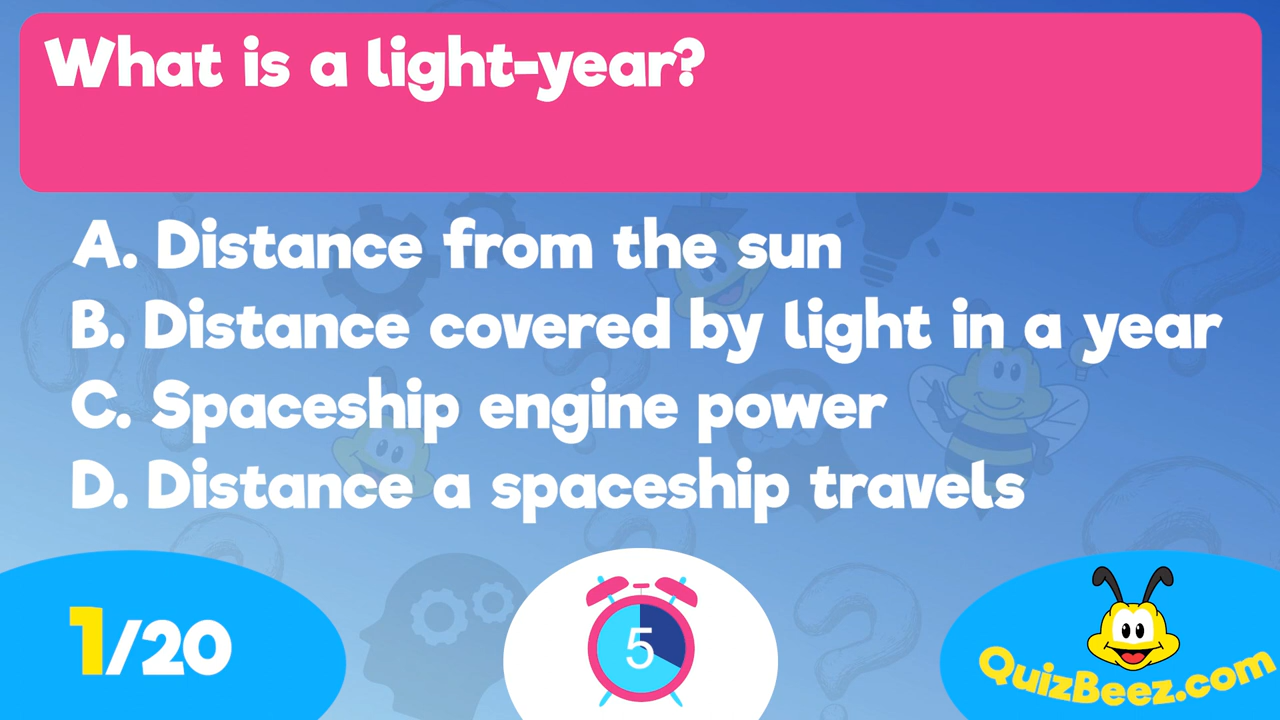 What is a light-year?
A. Distance from the sun
B. Distance covered by light in a year
C. Spaceship engine power
D. Distance a spaceship travels
1/20
5
QuizBeez.com